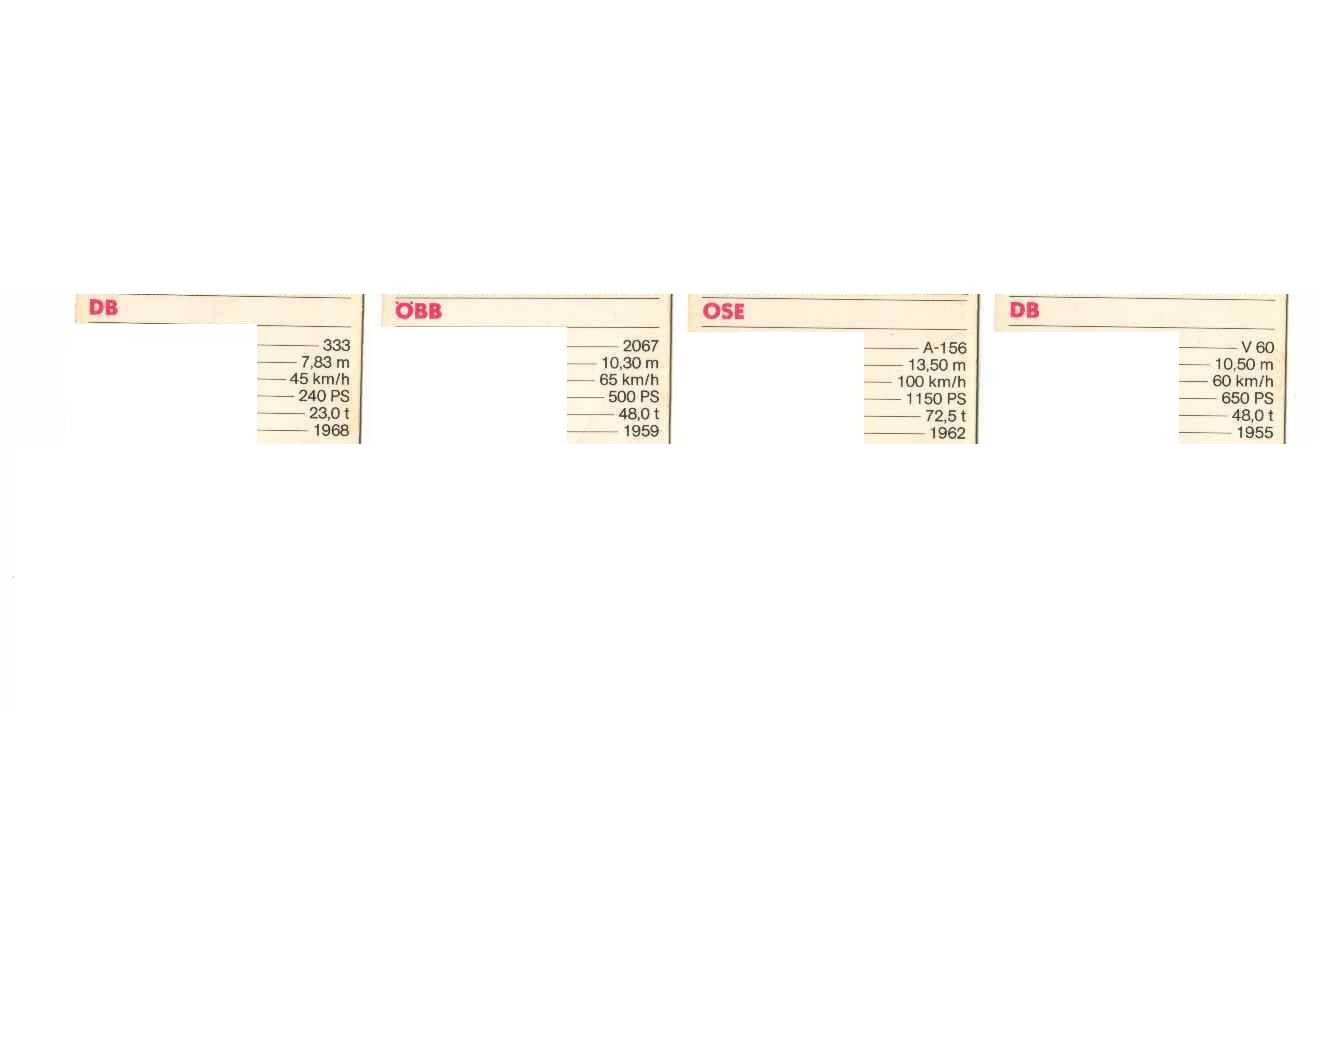 DB
333
7,83 m
45 km/h
240 PS
23,0 t
1968
ÖBB
2067
10,30 m
65 km/h
500 PS
48,0 t
1959
OSE
A-156
13,50 m
100 km/h
1150 PS
72,5 t
1962
DB
V 60
10,50 m
60 km/h
650 PS
48,0 t
1955